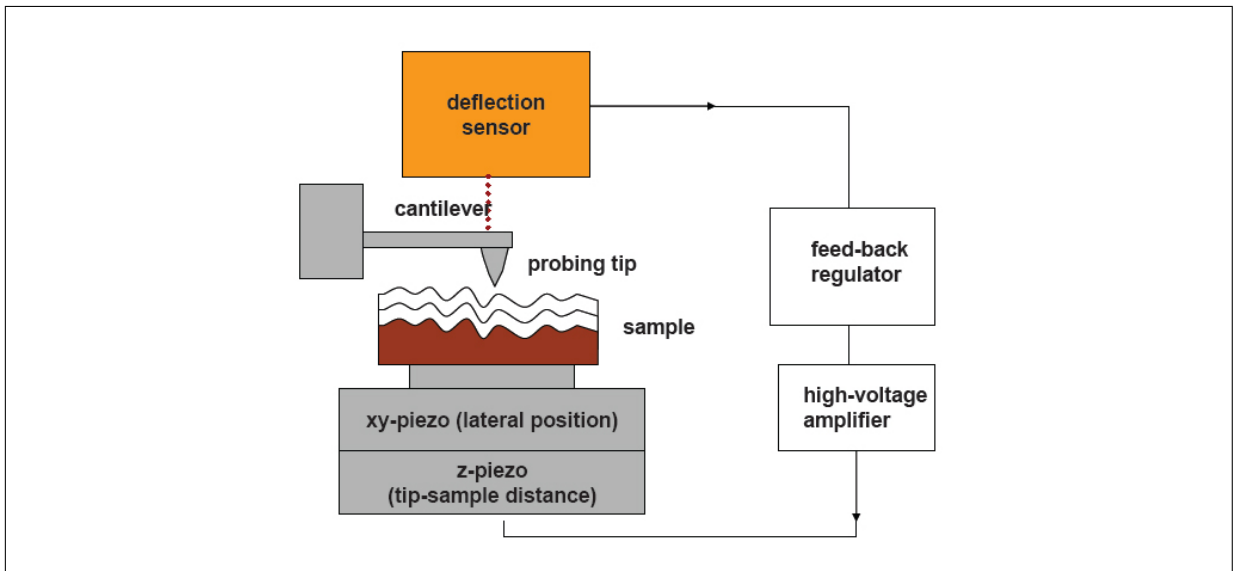 deflection
sensor
cantilever
probing tip
feed-back
regulator
sample
high-voltage
amplifier
xy-piezo (lateral position)
z-piezo
(tip-sample distance)